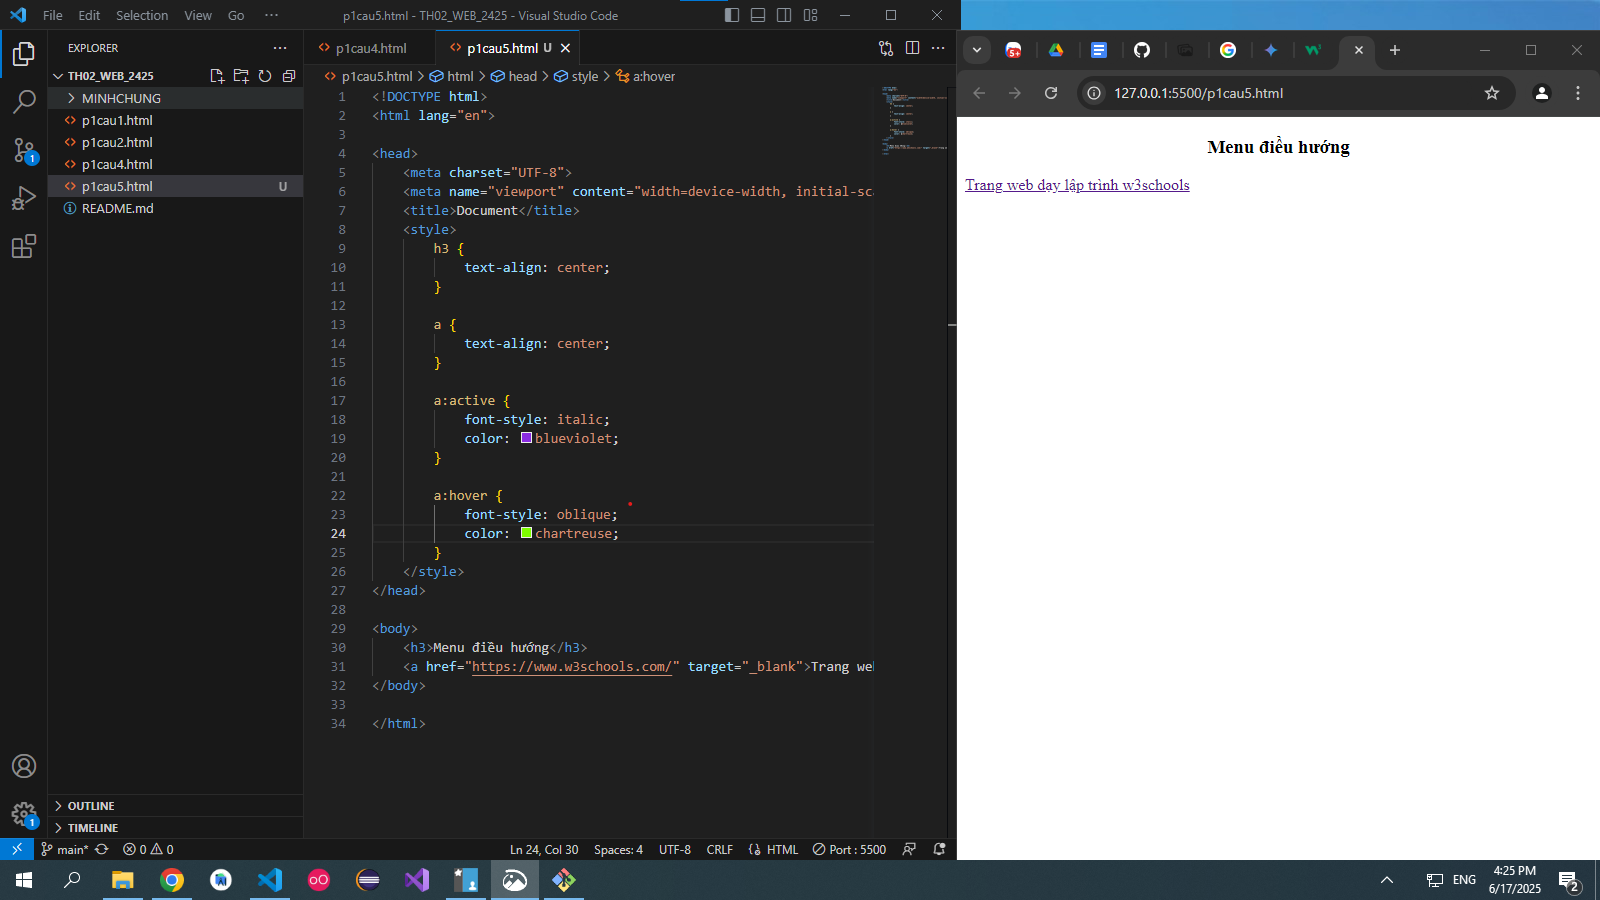 File Edit Selection View Go ··· p1cau5.html - TH02_WEB_2425 - Visual Studio Code
EXPLORER
TH02_WEB_2425
MINHCHUNG
p1cau1.html
p1cau2.html
p1cau4.html
p1cau5.html U
README.md
OUTLINE
TIMELINE
1
1
p1cau4.html
p1cau5.html U
p1cau5.html > html > head > style > a:hover
1 <!DOCTYPE html>
2 <html lang="en">
3
4 <head>
5 <meta charset="UTF-8">
6 <meta name="viewport" content="width=device-width, initial-sca
7 <title>Document</title>
8 <style>
9 h3 {
10 text-align: center;
11 }
12
13 a {
14 text-align: center;
15 }
16
17 a:active {
18 font-style: italic;
19 color: blueviolet;
20 }
21
22 a:hover {
23 font-style: oblique;
24 color: chartreuse;
25 }
26 </style>
27 </head>
28
29 <body>
30 <h3>Menu điều hướng</h3>
31 <a href="https://www.w3schools.com/" target="_blank">Trang we
32 </body>
33
34 </html>
main* 0 0 Ln 24, Col 30 Spaces: 4 UTF-8 CRLF HTML Port : 5500
127.0.0.1:5500/p1cau5.html
Menu điều hướng
Trang web dạy lập trình w3schools
ENG
4:25 PM
6/17/2025
2